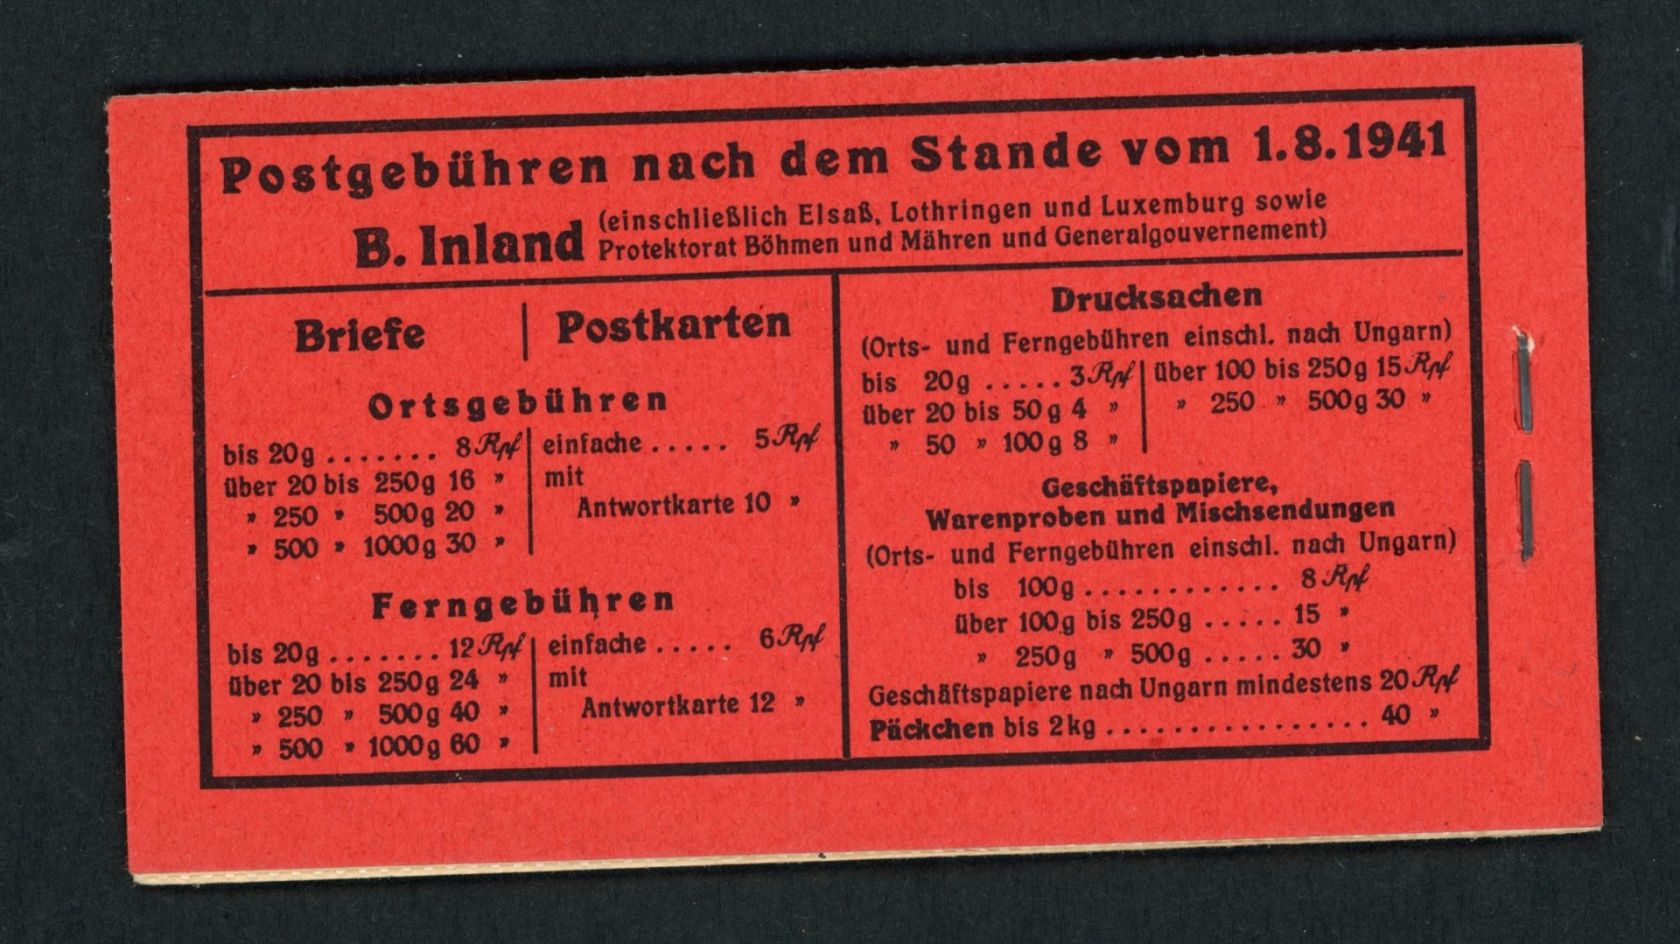 Postgebühren nach dem Stande vom 1.8.1941
B. Inland (einschließlich Elsaß, Lothringen und Luxemburg sowie
Protektorat Böhmen und Mähren und Generalgouvernement)
Briefe | Postkarten
Ortsgebühren
bis 20g ....... 8 Rpf
über 20 bis 250g 16 "
" 250 " 500g 20 "
" 500 " 1000g 30 "
einfache ..... 5 Rpf
mit
Antwortkarte 10 "
Ferngebühren
bis 20g ....... 12 Rpf
über 20 bis 250g 24 "
" 250 " 500g 40 "
" 500 " 1000g 60 "
einfache ..... 6 Rpf
mit
Antwortkarte 12 "
Drucksachen
(Orts- und Ferngebühren einschl. nach Ungarn)
bis 20g ..... 3 Rpf
über 20 bis 50g 4 "
" 50 " 100g 8 "
über 100 bis 250g 15 Rpf
" 250 " 500g 30 "
Geschäftspapiere,
Warenproben und Mischsendungen
(Orts- und Ferngebühren einschl. nach Ungarn)
bis 100g ............ 8 Rpf
über 100g bis 250g ..... 15 "
" 250g " 500g ..... 30 "
Geschäftspapiere nach Ungarn mindestens 20 Rpf
Päckchen bis 2kg ................. 40 "